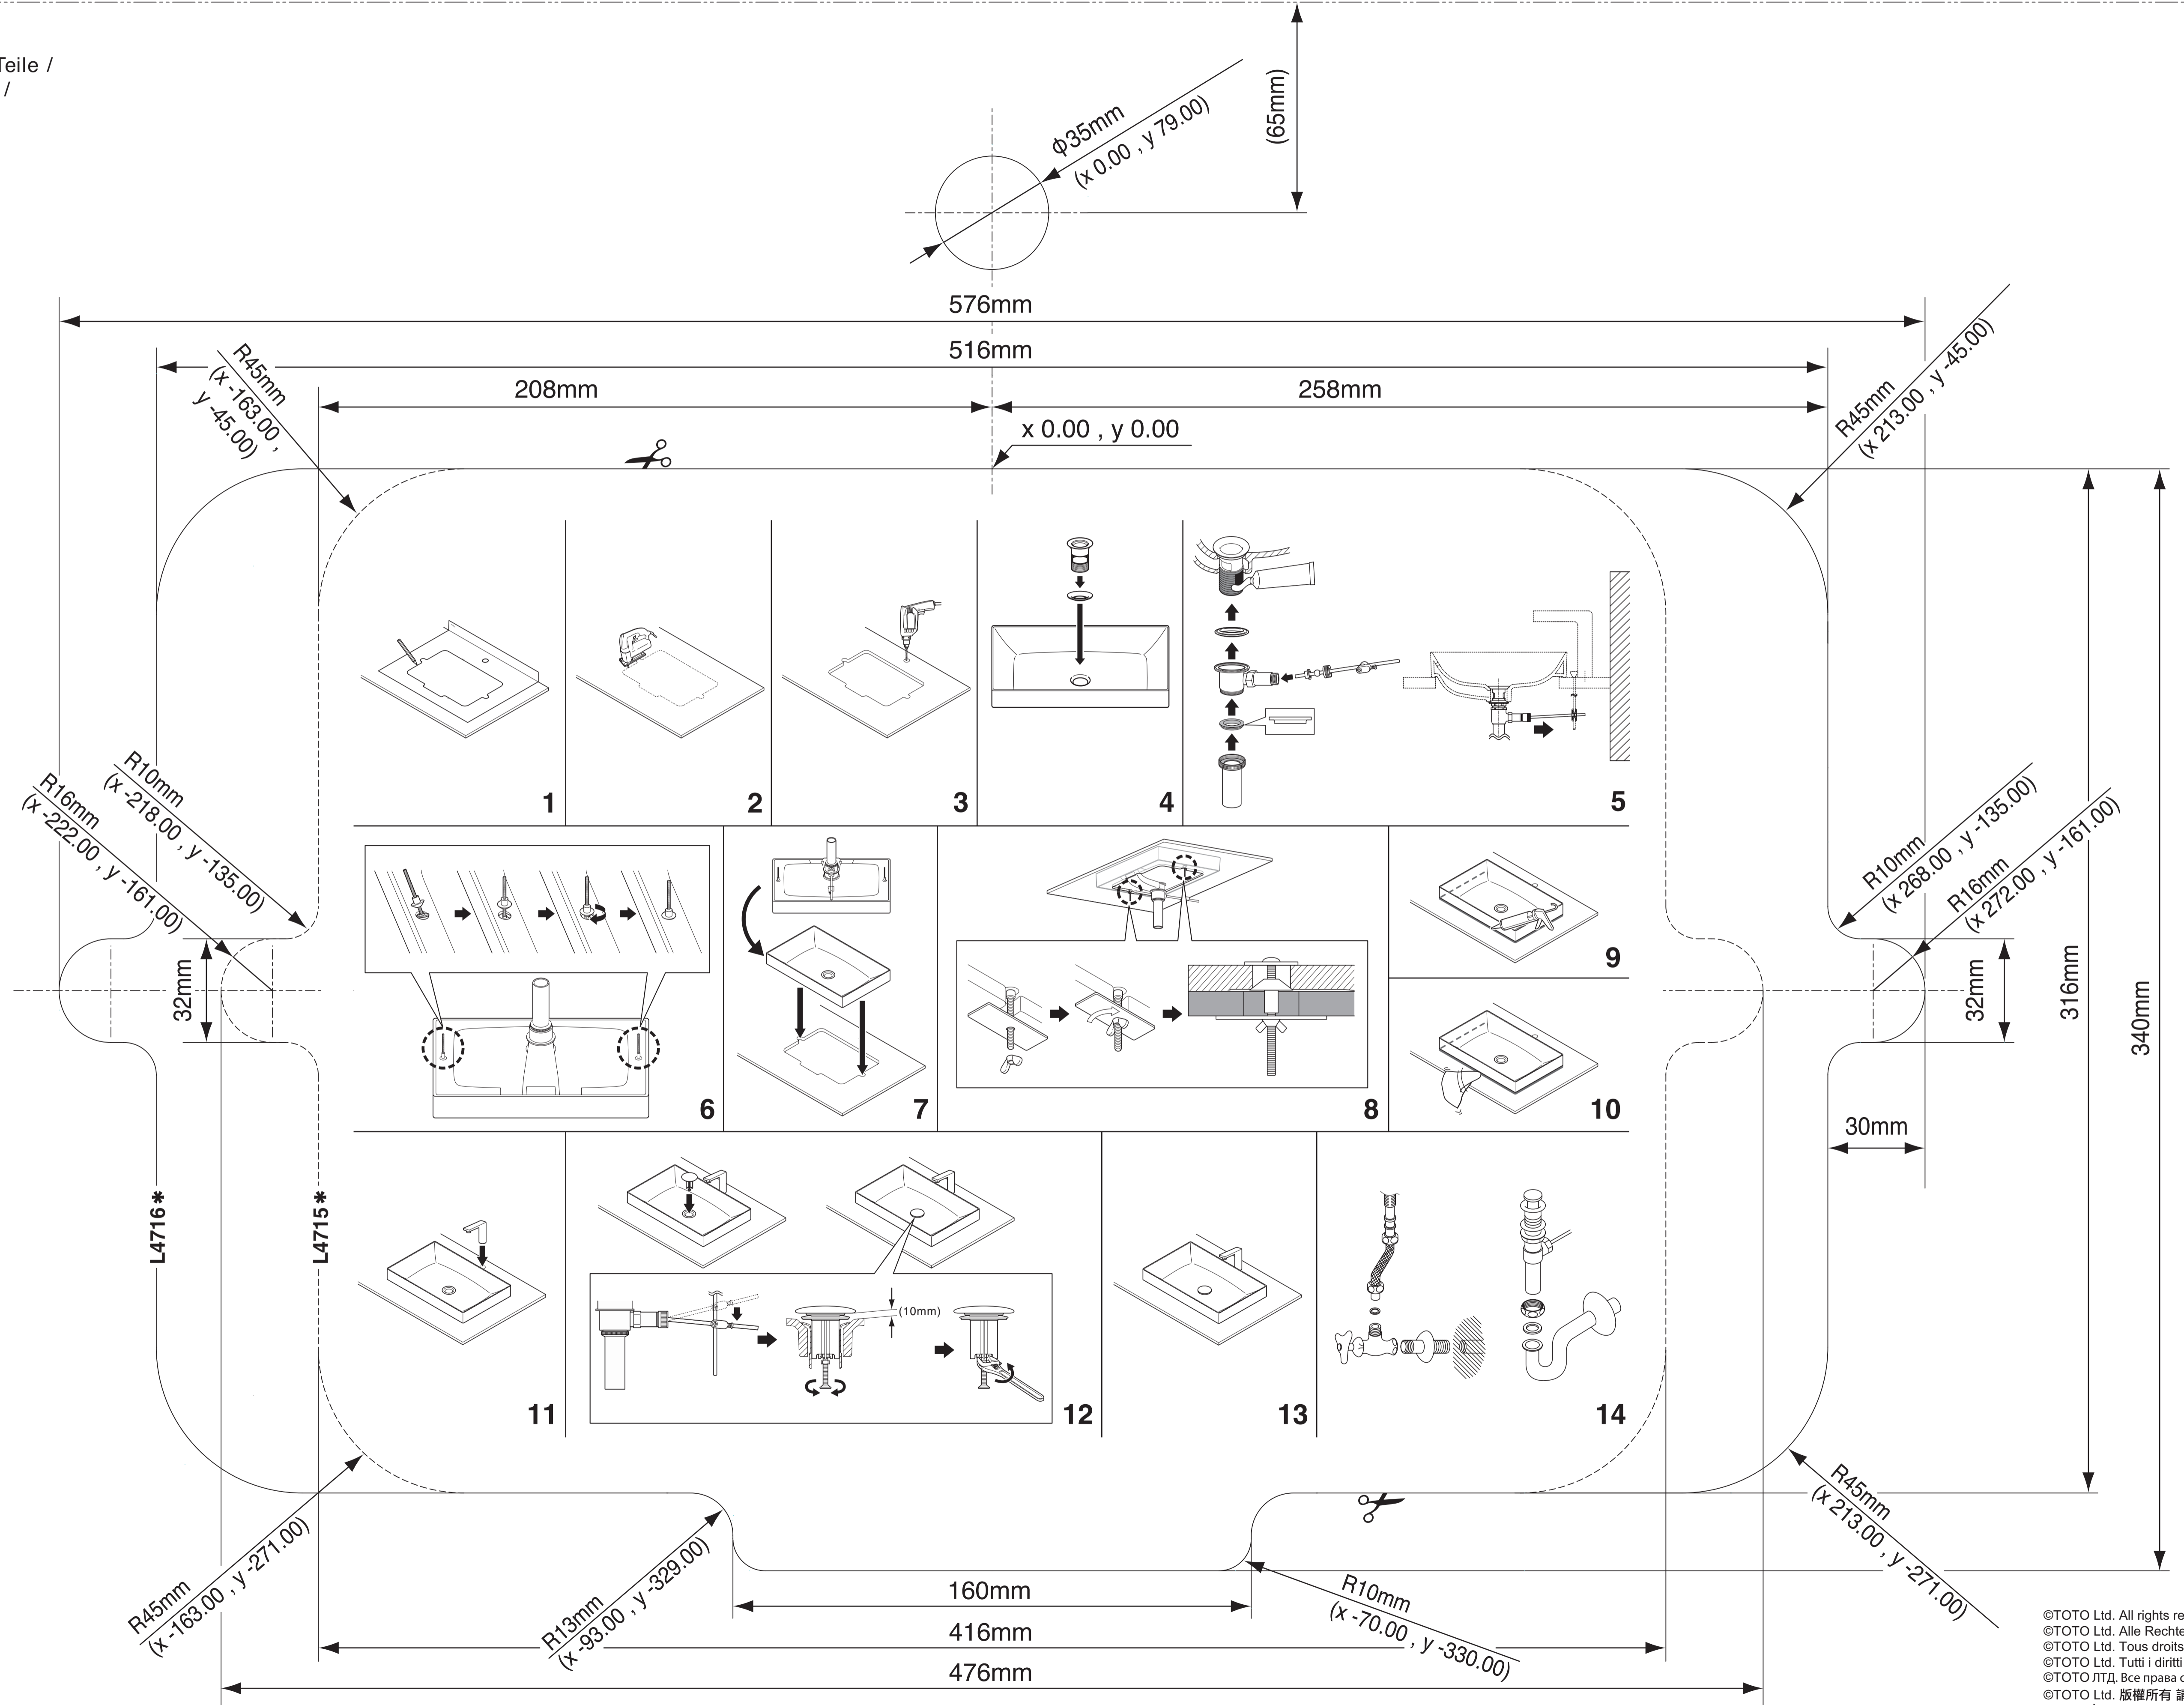 Teile /
/
(65mm)
ϕ35mm
(x 0.00 , y 79.00)
576mm
516mm
208mm
258mm
x 0.00 , y 0.00
R45mm
(x -163.00 ,
y -45.00)
R45mm
(x 213.00 , y -45.00)
1
2
3
4
5
R10mm
(x -218.00 , y -135.00)
R16mm
(x -222.00 , y -161.00)
R10mm
(x 268.00 , y -135.00)
R16mm
(x 272.00 , y -161.00)
32mm
32mm
316mm
340mm
30mm
6
7
8
9
10
L4716*
L4715*
(10mm)
11
12
13
14
R45mm
(x -163.00 , y -271.00)
R13mm
(x -93.00 , y -329.00)
R10mm
(x -70.00 , y -330.00)
R45mm
(x 213.00 , y -271.00)
160mm
416mm
476mm
©TOTO Ltd. All rights re
©TOTO Ltd. Alle Rechte
©TOTO Ltd. Tous droits
©TOTO Ltd. Tutti i diritti
©TOTO ЛТД. Все права
©TOTO Ltd. 版權所有